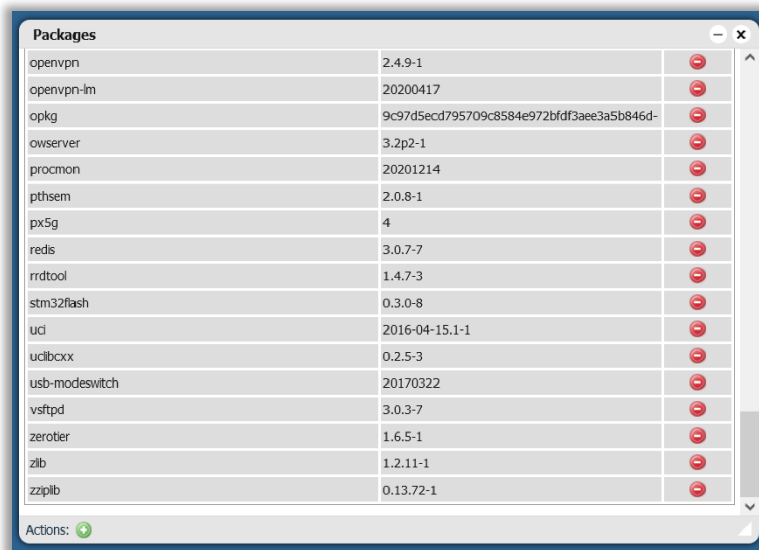 Packages
openvpn 2.4.9-1
openvpn-lm 20200417
opkg 9c97d5ecd795709c8584e972bfdf3aee3a5b846d-
owserver 3.2p2-1
procmon 20201214
pthsem 2.0.8-1
px5g 4
redis 3.0.7-7
rrdtool 1.4.7-3
stm32flash 0.3.0-8
uci 2016-04-15.1-1
uclibcxx 0.2.5-3
usb-modeswitch 20170322
vsftpd 3.0.3-7
zerotier 1.6.5-1
zlib 1.2.11-1
zziplib 0.13.72-1
Actions: